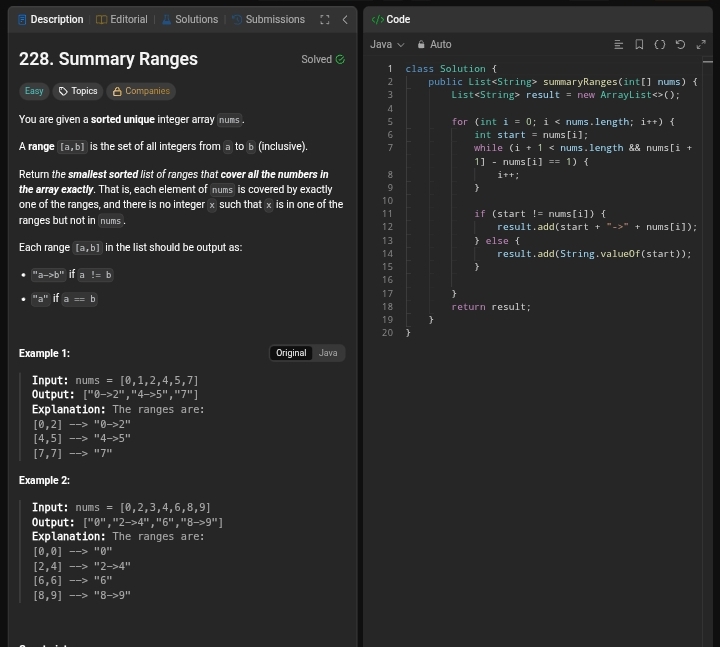 Description | Editorial | Solutions | Submissions
228. Summary Ranges
Solved
Easy
Topics
Companies
You are given a sorted unique integer array nums.
A range [a,b] is the set of all integers from a to b (inclusive).
Return the smallest sorted list of ranges that cover all the numbers in
the array exactly. That is, each element of nums is covered by exactly
one of the ranges, and there is no integer x such that x is in one of the
ranges but not in nums.
Each range [a,b] in the list should be output as:
• "a->b" if a != b
• "a" if a == b
Example 1:
Original
Java
Input: nums = [0,1,2,4,5,7]
Output: ["0->2","4->5","7"]
Explanation: The ranges are:
[0,2] --> "0->2"
[4,5] --> "4->5"
[7,7] --> "7"
Example 2:
Input: nums = [0,2,3,4,6,8,9]
Output: ["0","2->4","6","8->9"]
Explanation: The ranges are:
[0,0] --> "0"
[2,4] --> "2->4"
[6,6] --> "6"
[8,9] --> "8->9"
</> Code
Java
Auto
1 class Solution {
2 public List<String> summaryRanges(int[] nums) {
3 List<String> result = new ArrayList<>();
4
5 for (int i = 0; i < nums.length; i++) {
6 int start = nums[i];
7 while (i + 1 < nums.length && nums[i +
1] - nums[i] == 1) {
8 i++;
9 }
10
11 if (start != nums[i]) {
12 result.add(start + "->" + nums[i]);
13 } else {
14 result.add(String.valueOf(start));
15 }
16
17 }
18 return result;
19 }
20 }